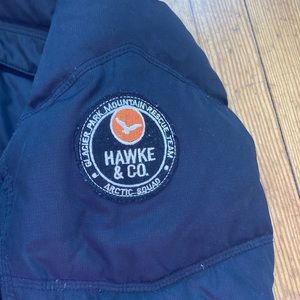 GLACIER PARK MOUNTAIN RESCUE TEAM
HAWKE
& CO.
ARCTIC SQUAD